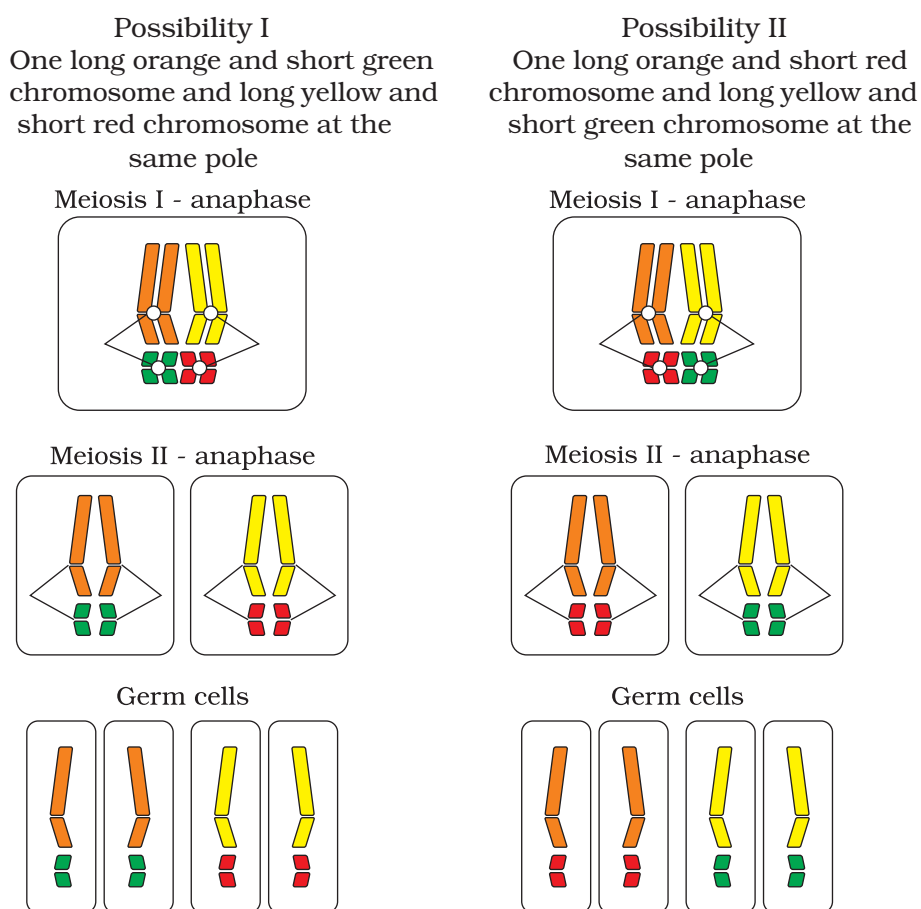 Possibility I
One long orange and short green
chromosome and long yellow and
short red chromosome at the
same pole
Meiosis I - anaphase
Meiosis II - anaphase
Germ cells
Possibility II
One long orange and short red
chromosome and long yellow and
short green chromosome at the
same pole
Meiosis I - anaphase
Meiosis II - anaphase
Germ cells